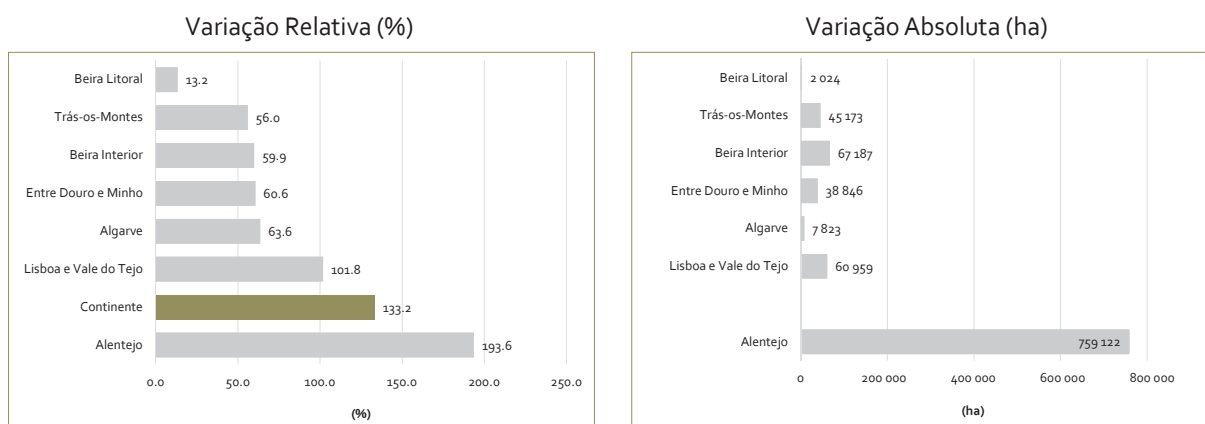 Variação Relativa (%)
Beira Litoral 13.2
Trás-os-Montes 56.0
Beira Interior 59.9
Entre Douro e Minho 60.6
Algarve 63.6
Lisboa e Vale do Tejo 101.8
Continente 133.2
Alentejo 193.6
0.0 50.0 100.0 150.0 200.0 250.0
(%)
Variação Absoluta (ha)
Beira Litoral 2 024
Trás-os-Montes 45 173
Beira Interior 67 187
Entre Douro e Minho 38 846
Algarve 7 823
Lisboa e Vale do Tejo 60 959
Alentejo 759 122
0 200 000 400 000 600 000 800 000
(ha)